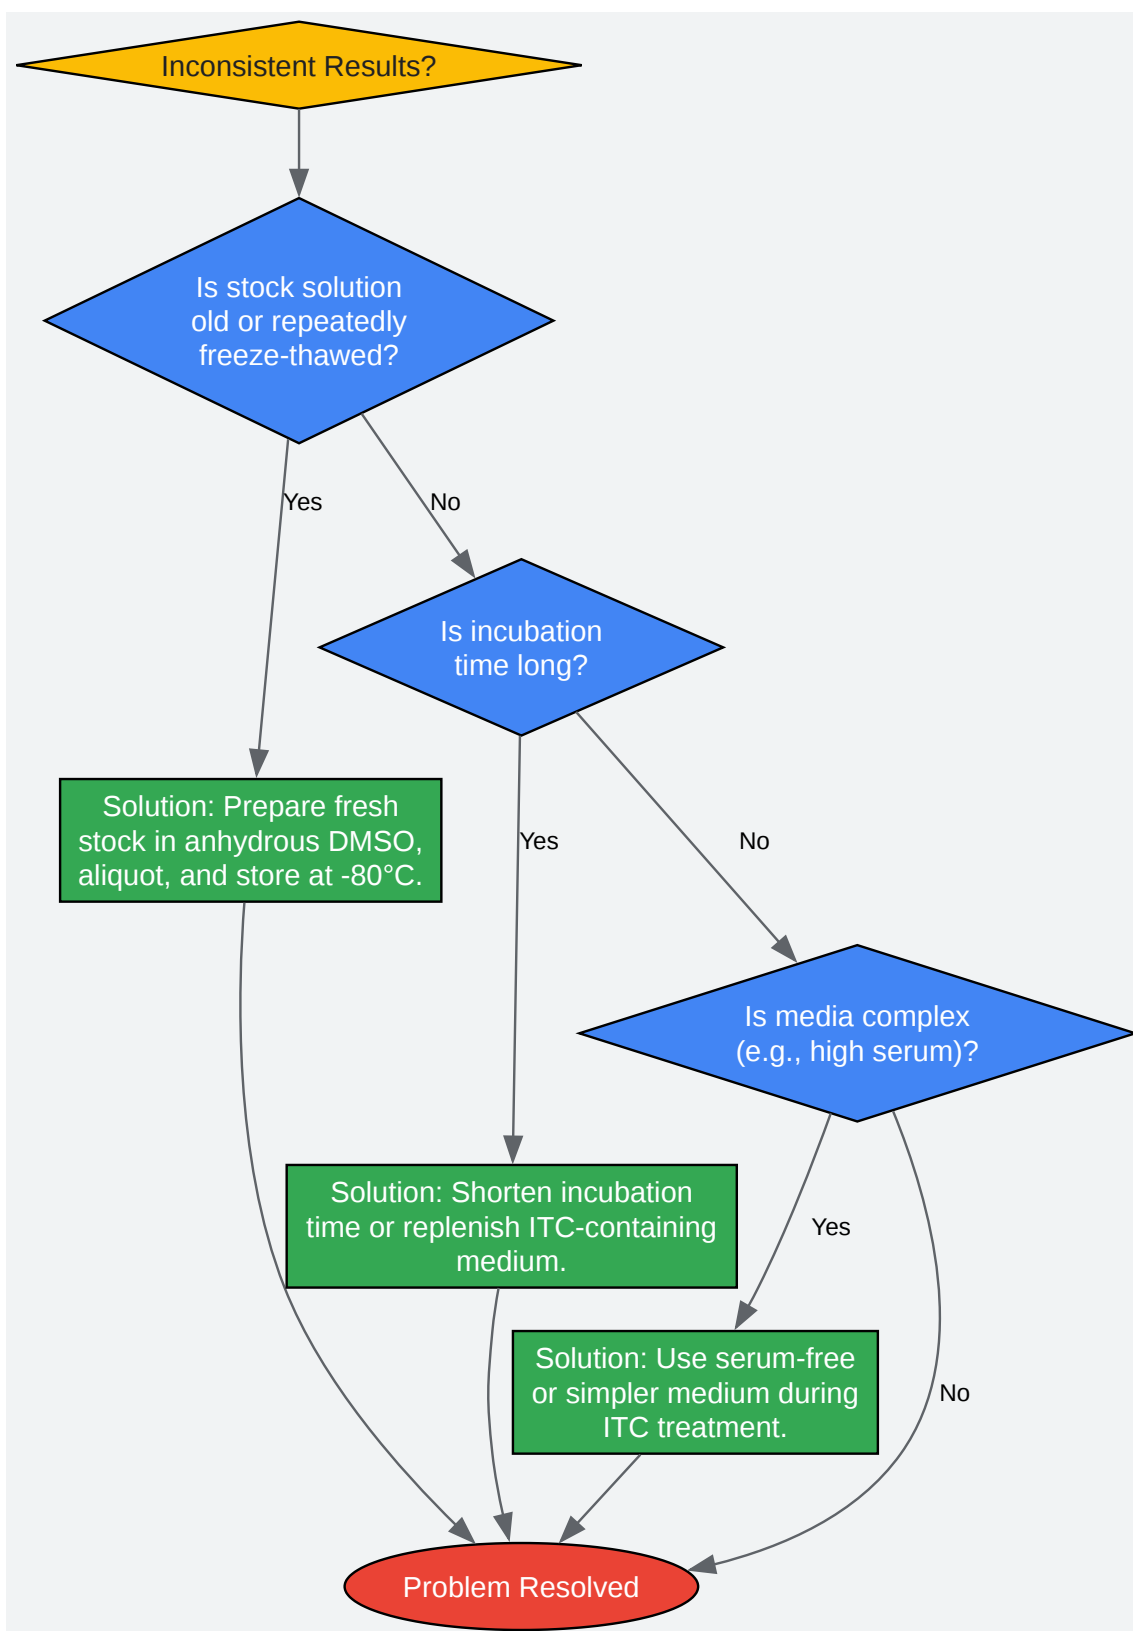 Inconsistent Results?
Is stock solution
old or repeatedly
freeze-thawed?
Yes
No
Is incubation
time long?
Solution: Prepare fresh
stock in anhydrous DMSO,
aliquot, and store at -80°C.
Yes
No
Is media complex
(e.g., high serum)?
Solution: Shorten incubation
time or replenish ITC-containing
medium.
Yes
Solution: Use serum-free
or simpler medium during
ITC treatment.
No
Problem Resolved